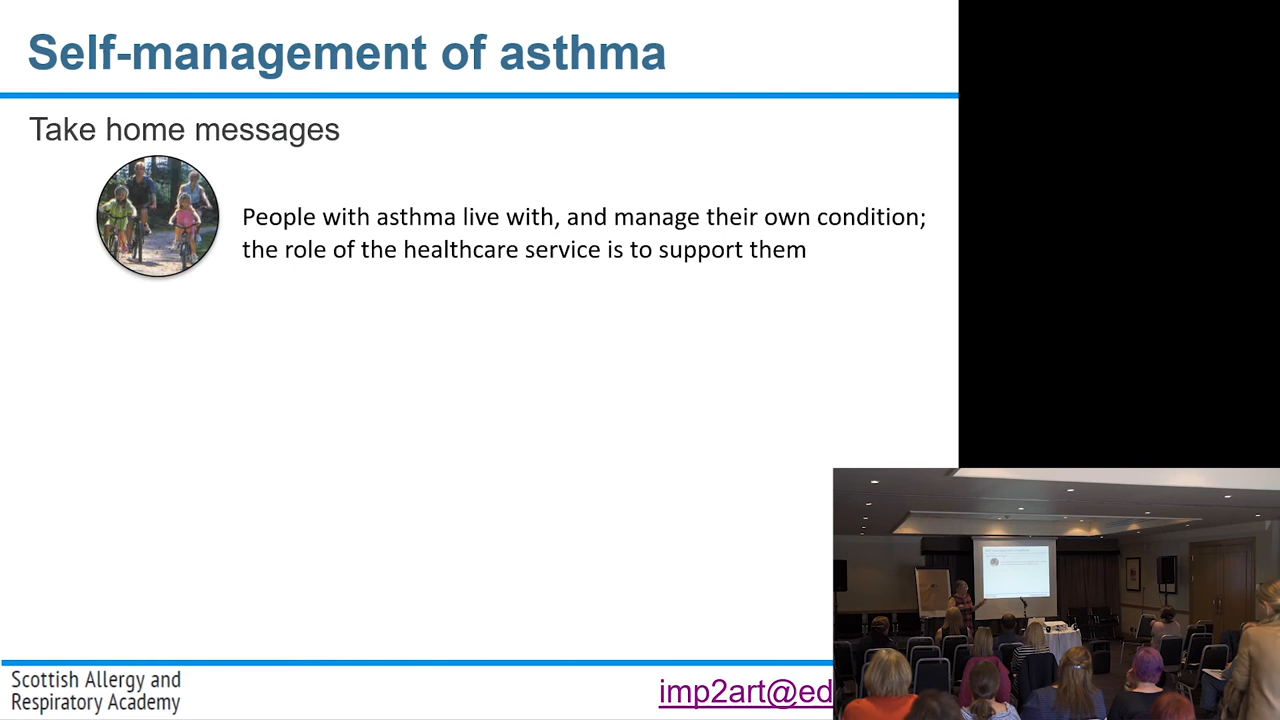 Self-management of asthma
Take home messages
People with asthma live with, and manage their own condition;
the role of the healthcare service is to support them
Scottish Allergy and
Respiratory Academy
imp2art@ed